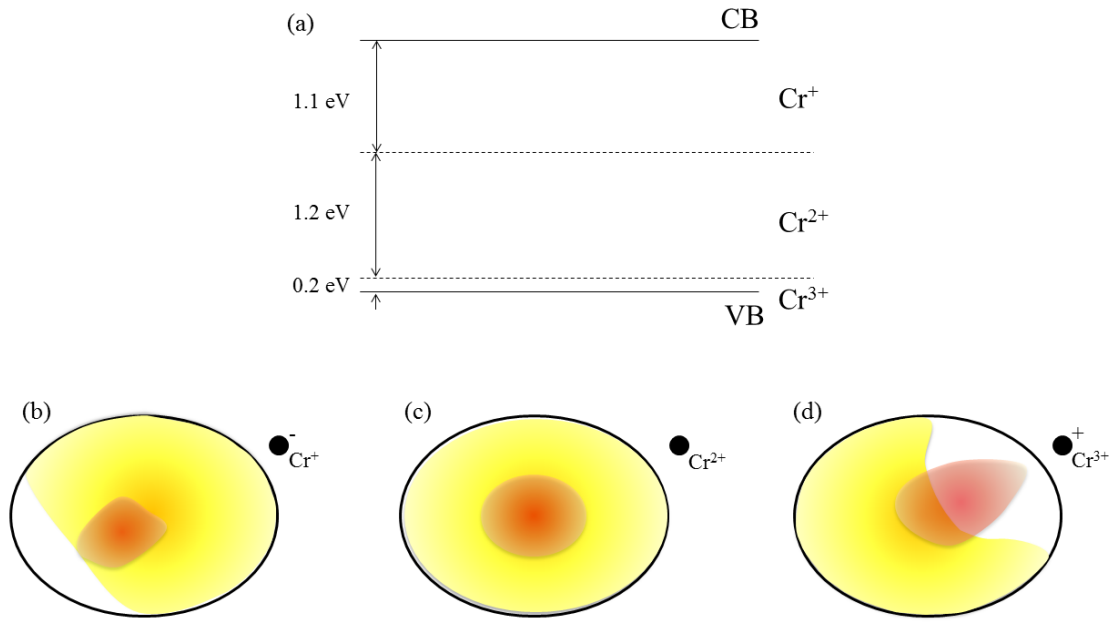 (a)
CB
1.1 eV
Cr⁺
1.2 eV
Cr²⁺
0.2 eV
Cr³⁺
VB
(b)
-
Cr⁺
(c)
Cr²⁺
(d)
+
Cr³⁺